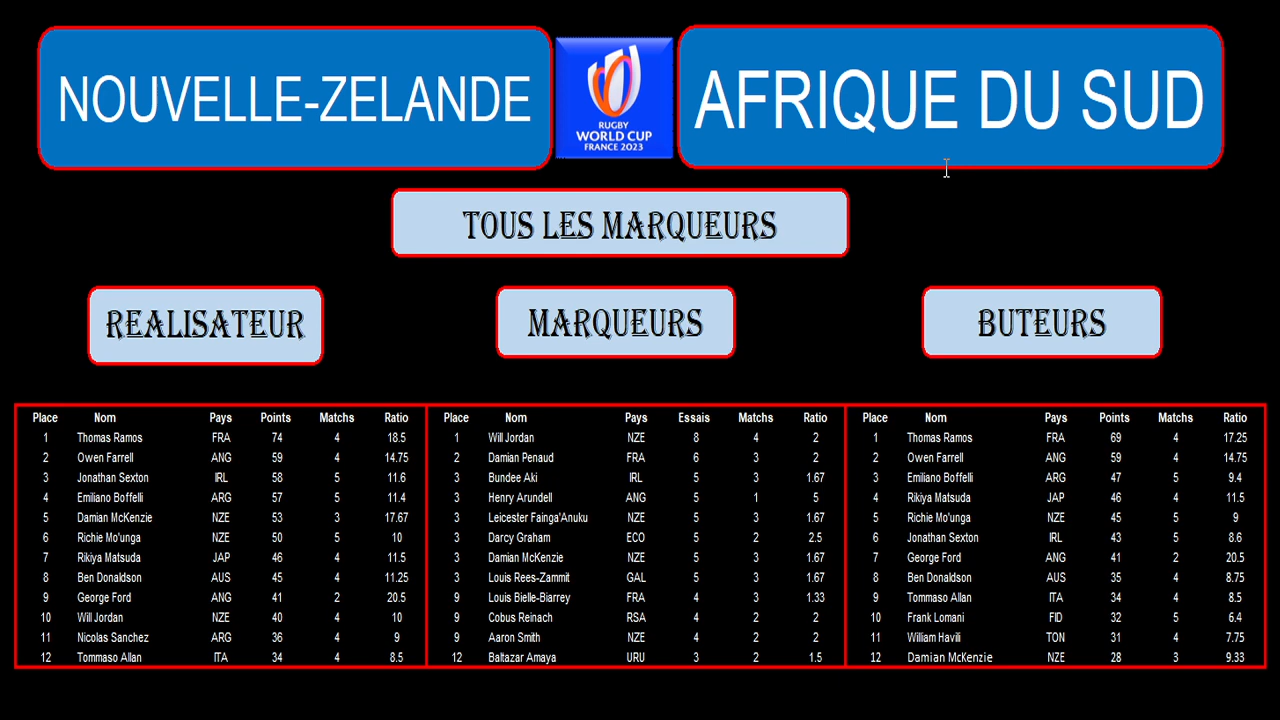 NOUVELLE-ZELANDE
RUGBY
WORLD CUP
FRANCE 2023
AFRIQUE DU SUD
TOUS LES MARQUEURS
REALISATEUR
MARQUEURS
BUTEURS
Place Nom Pays Points Matchs Ratio
1 Thomas Ramos FRA 74 4 18.5
2 Owen Farrell ANG 59 4 14.75
3 Jonathan Sexton IRL 58 5 11.6
4 Emiliano Boffelli ARG 57 5 11.4
5 Damian McKenzie NZE 53 3 17.67
6 Richie Mo'unga NZE 50 5 10
7 Rikiya Matsuda JAP 46 4 11.5
8 Ben Donaldson AUS 45 4 11.25
9 George Ford ANG 41 2 20.5
10 Will Jordan NZE 40 4 10
11 Nicolas Sanchez ARG 36 4 9
12 Tommaso Allan ITA 34 4 8.5
Place Nom Pays Essais Matchs Ratio
1 Will Jordan NZE 8 4 2
2 Damian Penaud FRA 6 3 2
3 Bundee Aki IRL 5 3 1.67
3 Henry Arundell ANG 5 1 5
3 Leicester Fainga'Anuku NZE 5 3 1.67
3 Darcy Graham ECO 5 2 2.5
3 Damian McKenzie NZE 5 3 1.67
3 Louis Rees-Zammit GAL 5 3 1.67
9 Louis Bielle-Biarrey FRA 4 3 1.33
9 Cobus Reinach RSA 4 2 2
9 Aaron Smith NZE 4 2 2
12 Baltazar Amaya URU 3 2 1.5
Place Nom Pays Points Matchs Ratio
1 Thomas Ramos FRA 69 4 17.25
2 Owen Farrell ANG 59 4 14.75
3 Emiliano Boffelli ARG 47 5 9.4
4 Rikiya Matsuda JAP 46 4 11.5
5 Richie Mo'unga NZE 45 5 9
6 Jonathan Sexton IRL 43 5 8.6
7 George Ford ANG 41 2 20.5
8 Ben Donaldson AUS 35 4 8.75
9 Tommaso Allan ITA 34 4 8.5
10 Frank Lomani FID 32 5 6.4
11 William Havili TON 31 4 7.75
12 Damian McKenzie NZE 28 3 9.33